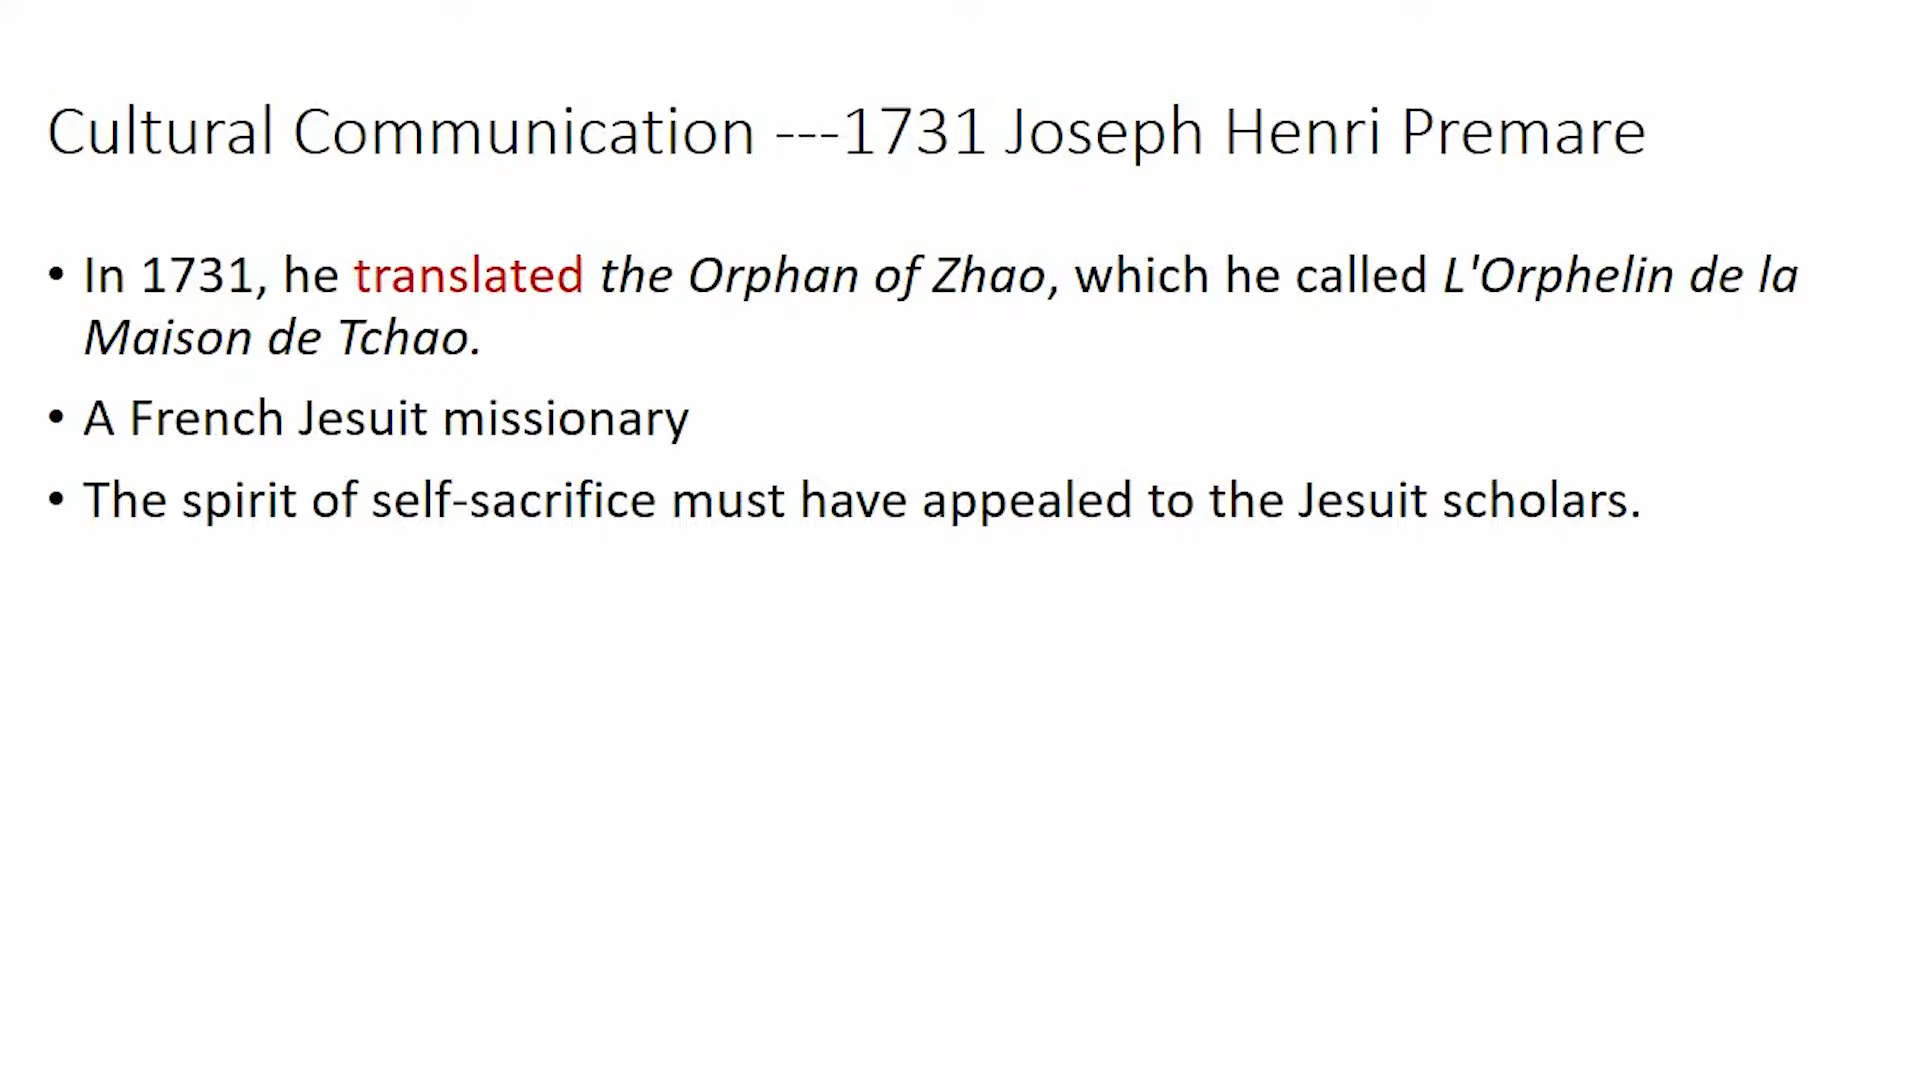 Cultural Communication ---1731 Joseph Henri Premare
• In 1731, he translated the Orphan of Zhao, which he called L'Orphelin de la
Maison de Tchao.
• A French Jesuit missionary
• The spirit of self-sacrifice must have appealed to the Jesuit scholars.